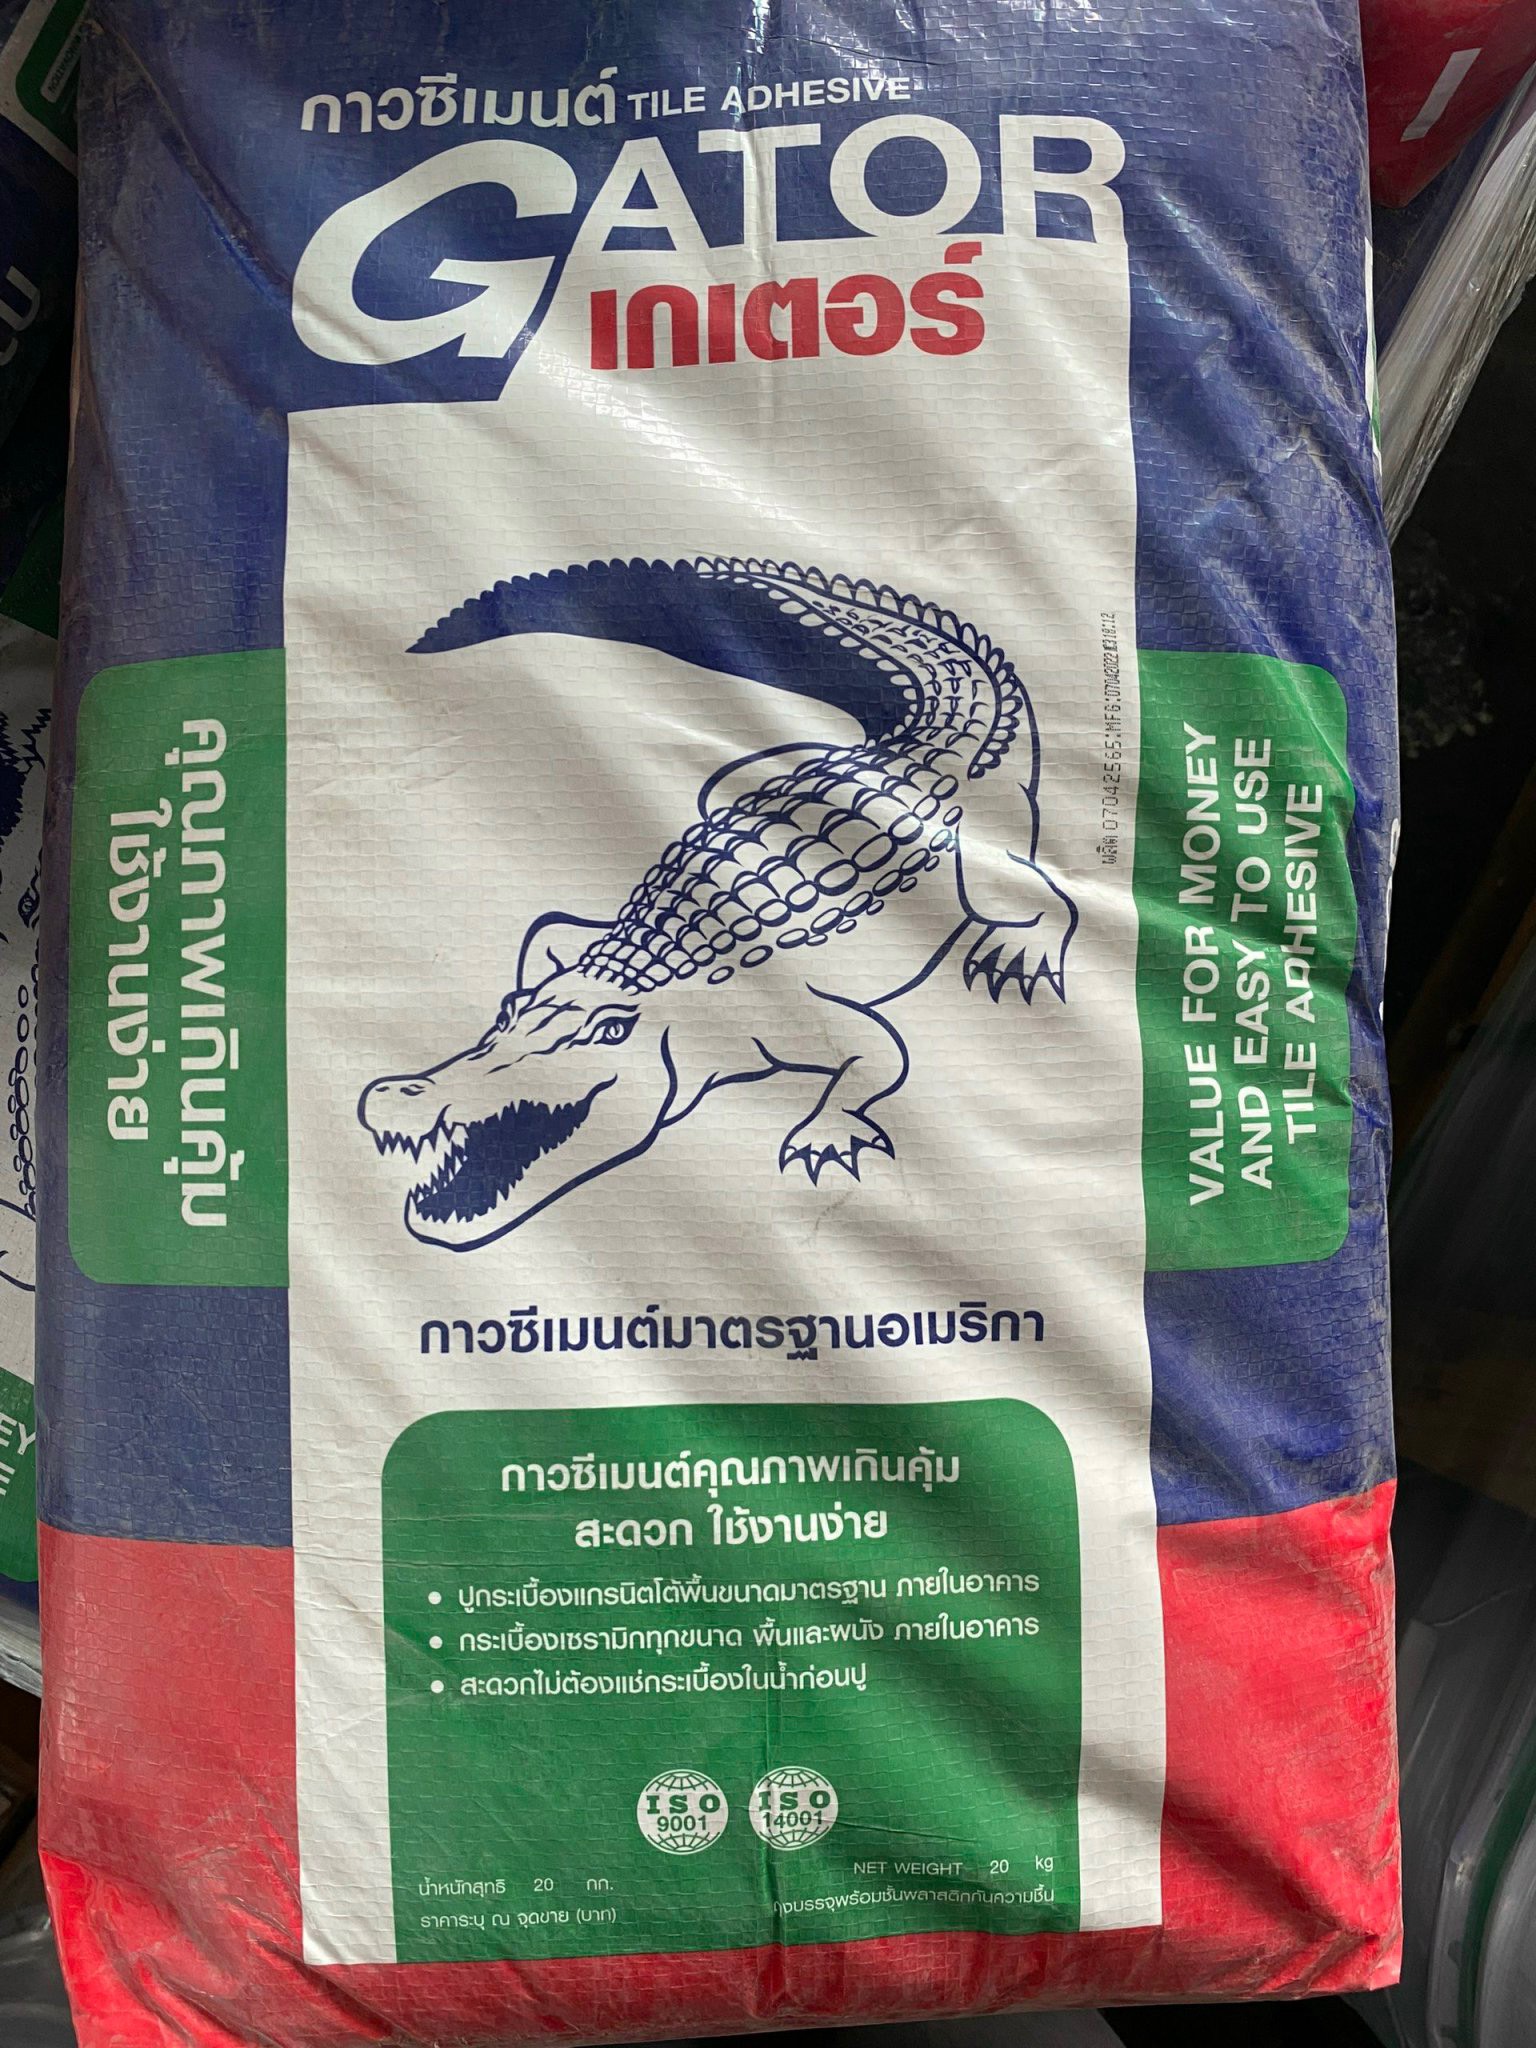 กาวซีเมนต์ TILE ADHESIVE
GATOR
เกเตอร์
คุณภาพเกินคุ้ม
ใช้งานง่าย
VALUE FOR MONEY
AND EASY TO USE
TILE ADHESIVE
กาวซีเมนต์มาตรฐานอเมริกา
กาวซีเมนต์คุณภาพเกินคุ้ม
สะดวก ใช้งานง่าย
• ปูกระเบื้องแกรนิตโต้พื้นขนาดมาตรฐาน ภายในอาคาร
• กระเบื้องเซรามิกทุกขนาด พื้นและผนัง ภายในอาคาร
• สะดวกไม่ต้องแช่กระเบื้องในน้ำก่อนปู
ISO
9001
ISO
14001
น้ำหนักสุทธิ 20 กก.
ราคาระบุ ณ จุดขาย (บาท)
NET WEIGHT 20 kg
ถุงบรรจุพร้อมชั้นพลาสติกกันความชื้น